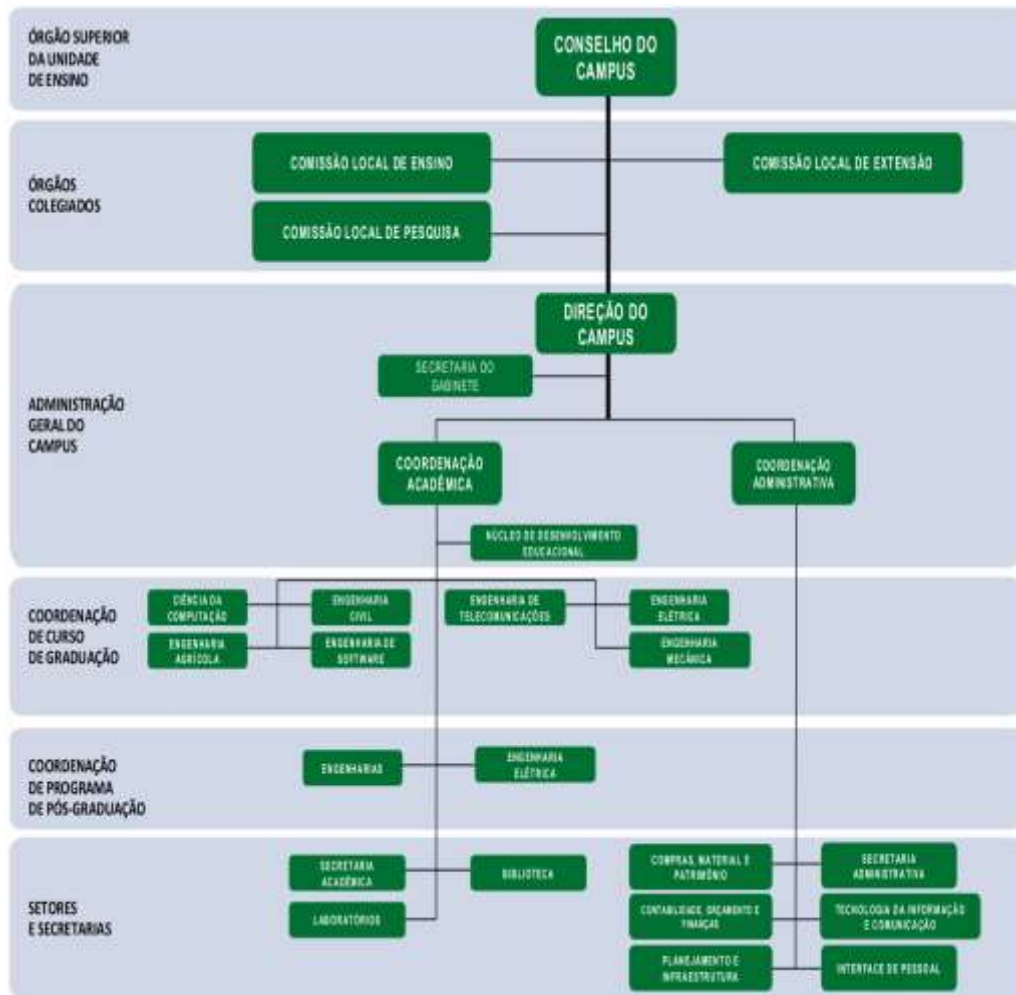 ÓRGÃO SUPERIOR
DA UNIDADE
DE ENSINO
CONSELHO DO
CAMPUS
ÓRGÃOS
COLEGIADOS
COMISSÃO LOCAL DE ENSINO
COMISSÃO LOCAL DE EXTENSÃO
COMISSÃO LOCAL DE PESQUISA
ADMINISTRAÇÃO
GERAL DO
CAMPUS
DIREÇÃO DO
CAMPUS
SECRETARIA DO
GABINETE
COORDENAÇÃO
ACADÊMICA
COORDENAÇÃO
ADMINISTRATIVA
NÚCLEO DE DESENVOLVIMENTO
EDUCACIONAL
COORDENAÇÃO
DE CURSO
DE GRADUAÇÃO
CIÊNCIA DA
COMPUTAÇÃO
ENGENHARIA
CIVIL
ENGENHARIA DE
TELECOMUNICAÇÕES
ENGENHARIA
ELÉTRICA
ENGENHARIA
AGRÍCOLA
ENGENHARIA DE
SOFTWARE
ENGENHARIA
MECÂNICA
COORDENAÇÃO
DE PROGRAMA
DE PÓS-GRADUAÇÃO
ENGENHARIAS
ENGENHARIA
ELÉTRICA
SETORES
E SECRETARIAS
SECRETARIA
ACADÊMICA
BIBLIOTECA
COMPRAS, MATERIAL E
PATRIMÔNIO
SECRETARIA
ADMINISTRATIVA
LABORATÓRIOS
CONTABILIDADE, ORÇAMENTO E
FINANÇAS
TECNOLOGIA DA INFORMAÇÃO
E COMUNICAÇÃO
PLANEJAMENTO E
INFRAESTRUTURA
INTERFACE DE PESSOAL